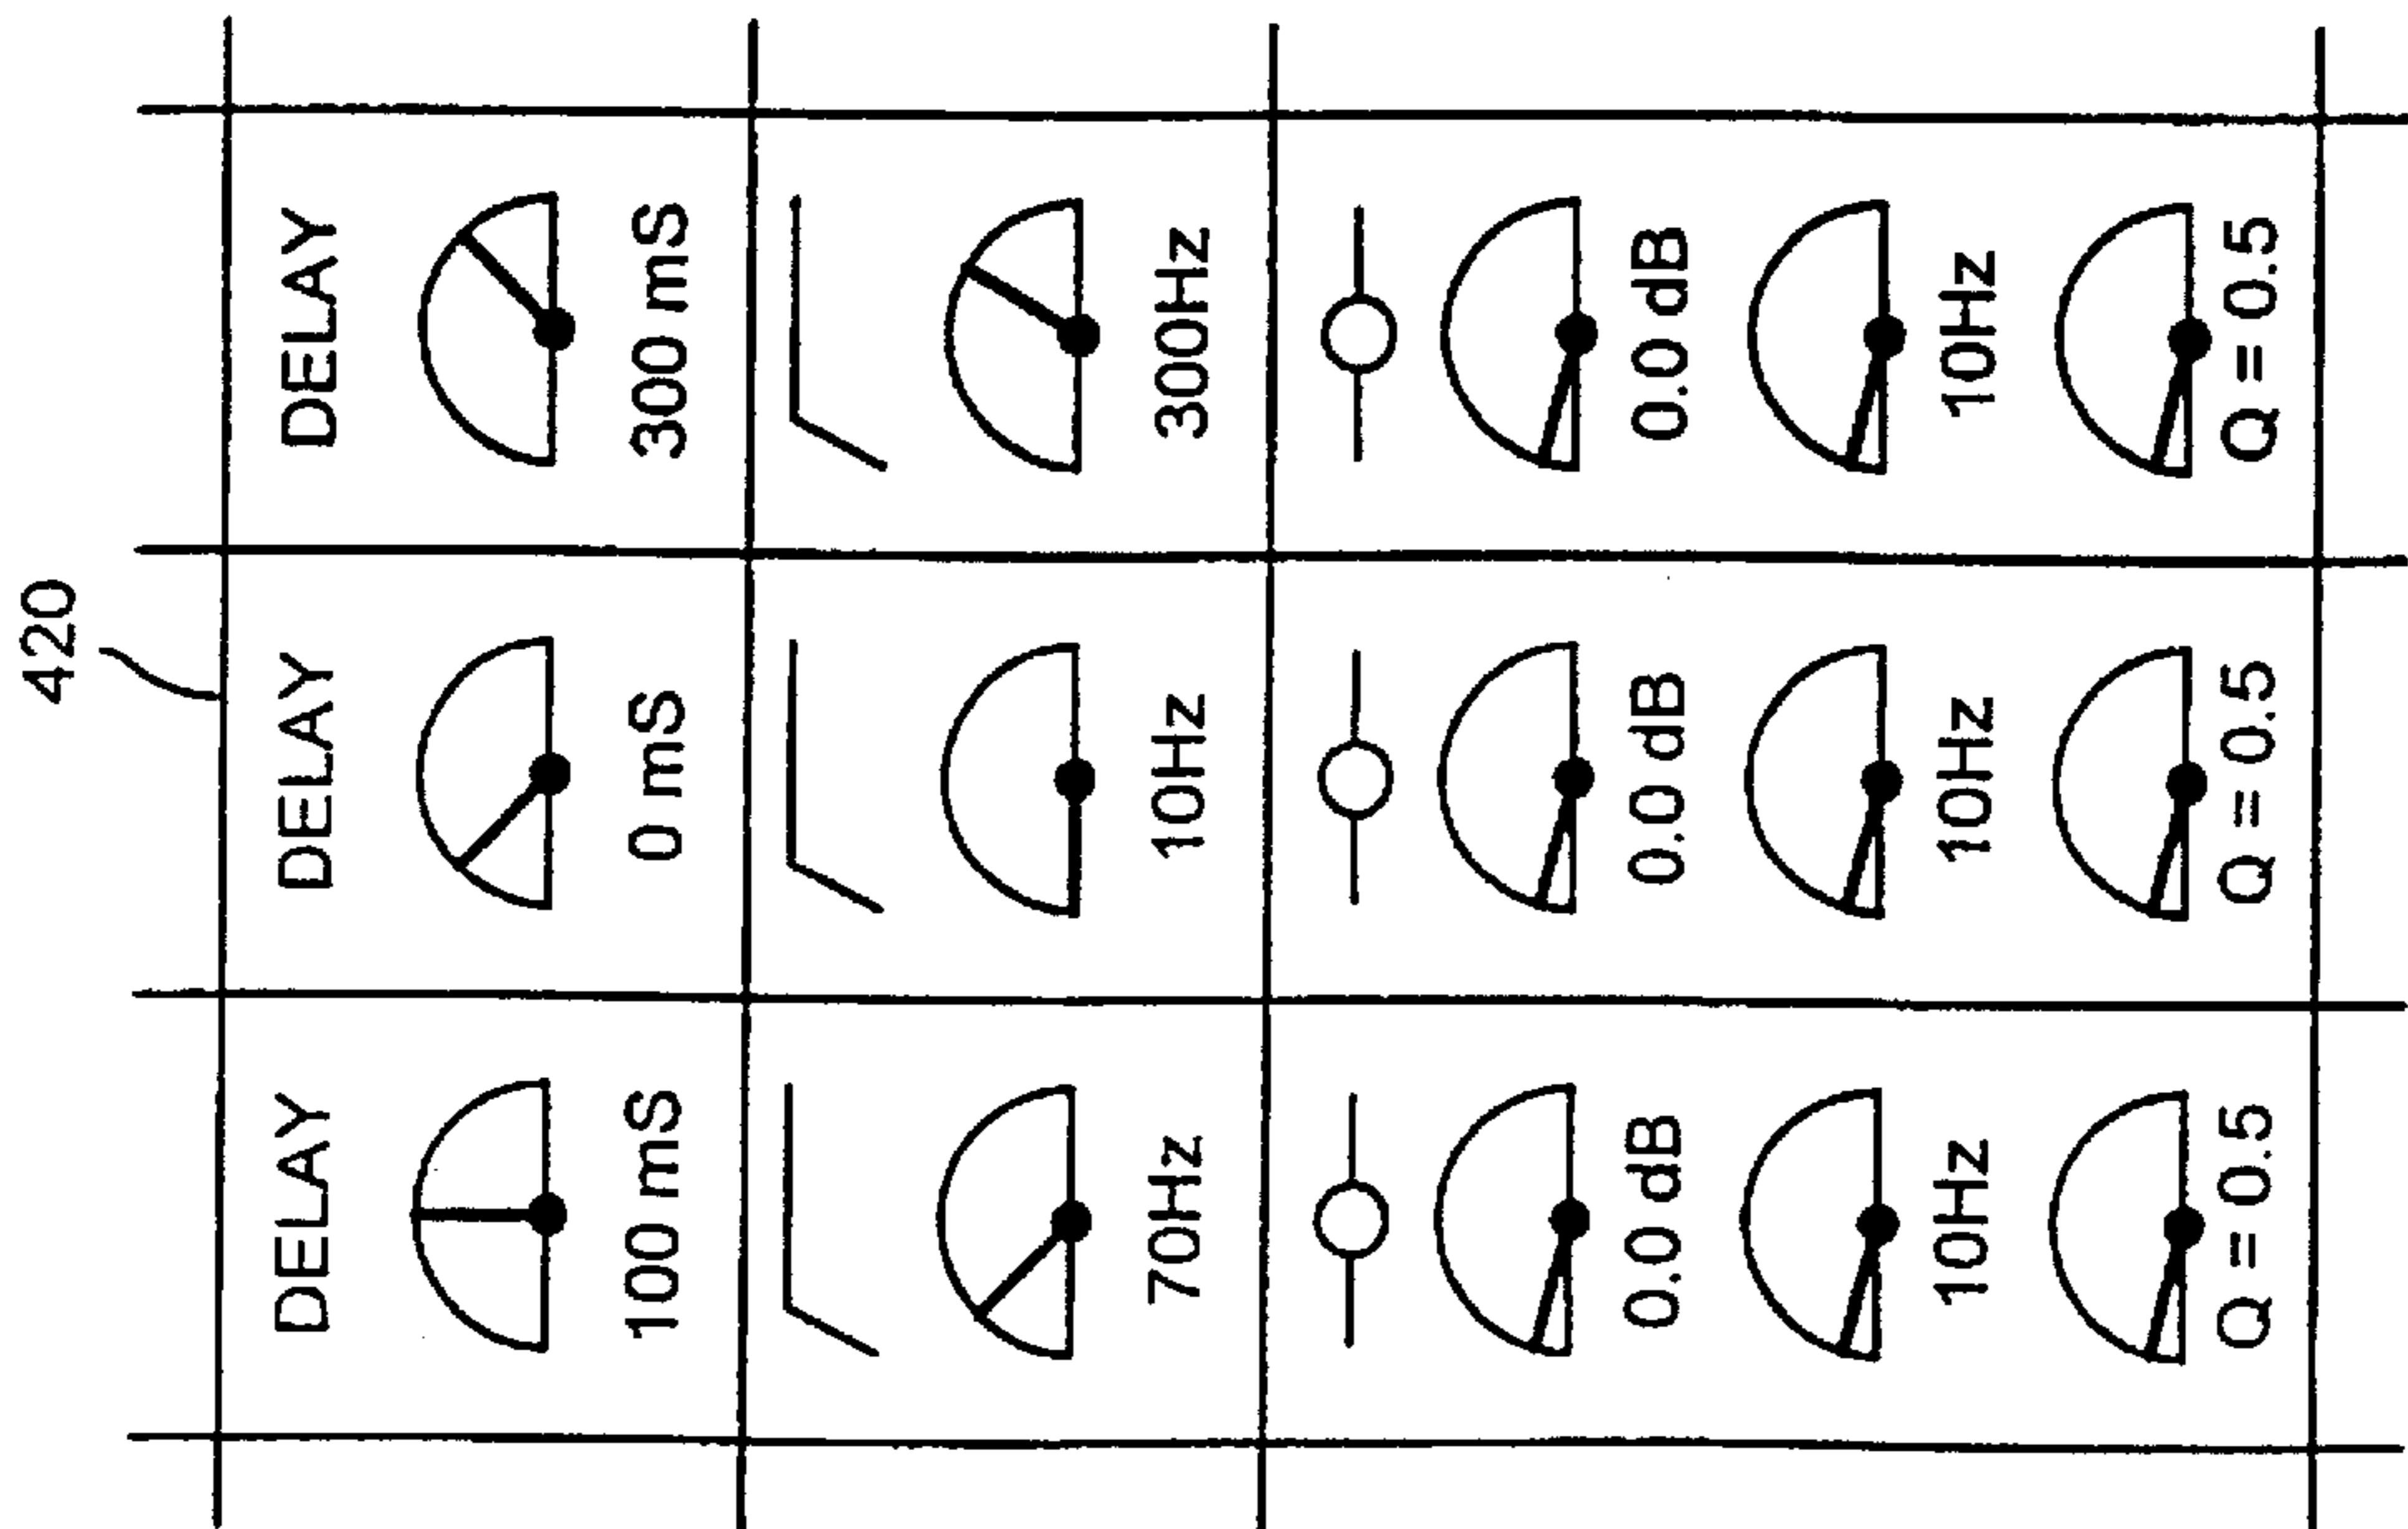 420
DELAY
DELAY
DELAY
100 mS
0 mS
300 mS
70Hz
10Hz
300Hz
0.0 dB
0.0 dB
0.0 dB
10Hz
10Hz
10Hz
Q = 0.5
Q = 0.5
Q = 0.5